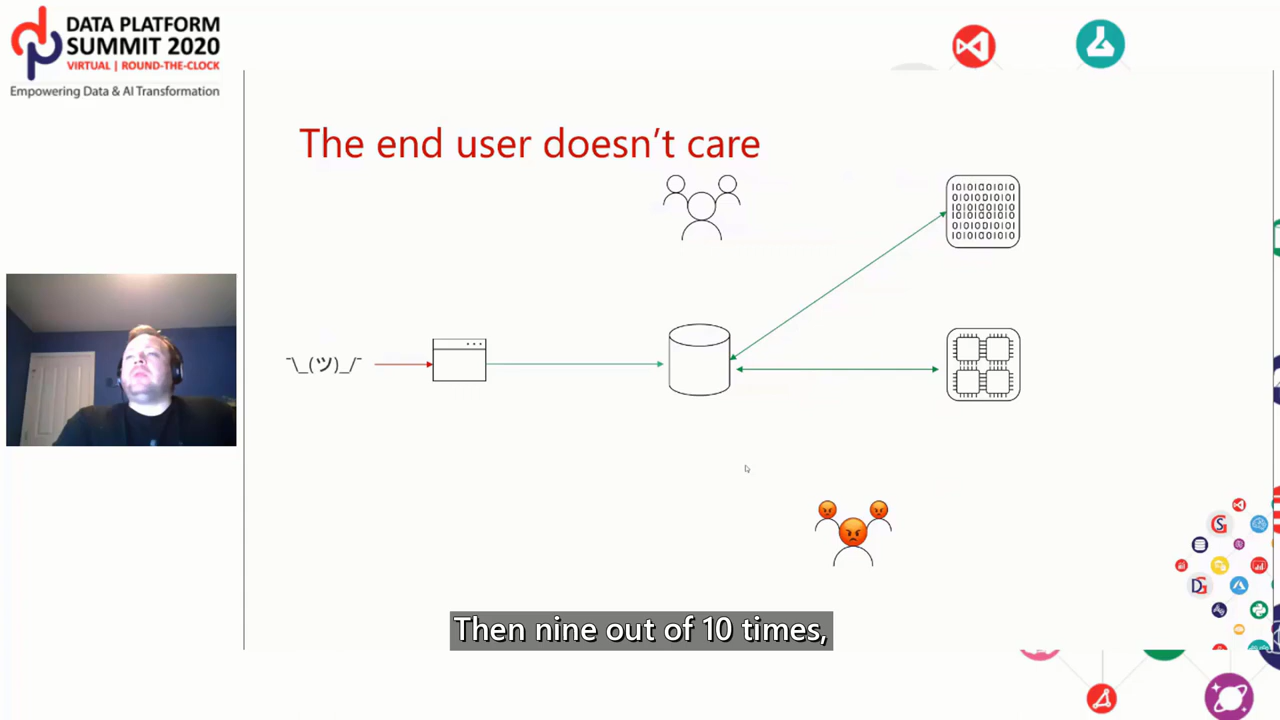 DATA PLATFORM
SUMMIT 2020
VIRTUAL | ROUND-THE-CLOCK
Empowering Data & AI Transformation
The end user doesn’t care
¯\_(ツ)_/¯
Then nine out of 10 times,